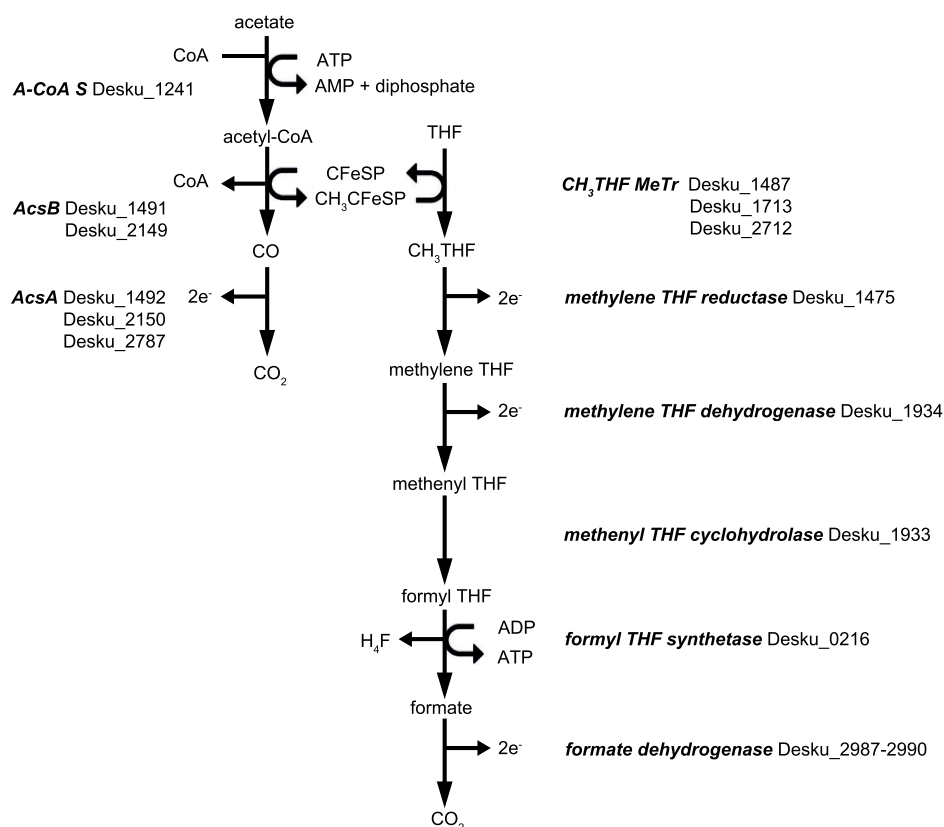 acetate
CoA
ATP
A-CoA S Desku_1241
AMP + diphosphate
acetyl-CoA
THF
CoA
CFeSP
CH3CFeSP
CH3THF MeTr Desku_1487
Desku_1713
Desku_2712
AcsB Desku_1491
Desku_2149
CO
CH3THF
AcsA Desku_1492
Desku_2150
Desku_2787
2e-
2e-
methylene THF reductase Desku_1475
CO2
methylene THF
2e-
methylene THF dehydrogenase Desku_1934
methenyl THF
methenyl THF cyclohydrolase Desku_1933
formyl THF
H4F
ADP
ATP
formyl THF synthetase Desku_0216
formate
2e-
formate dehydrogenase Desku_2987-2990
CO2